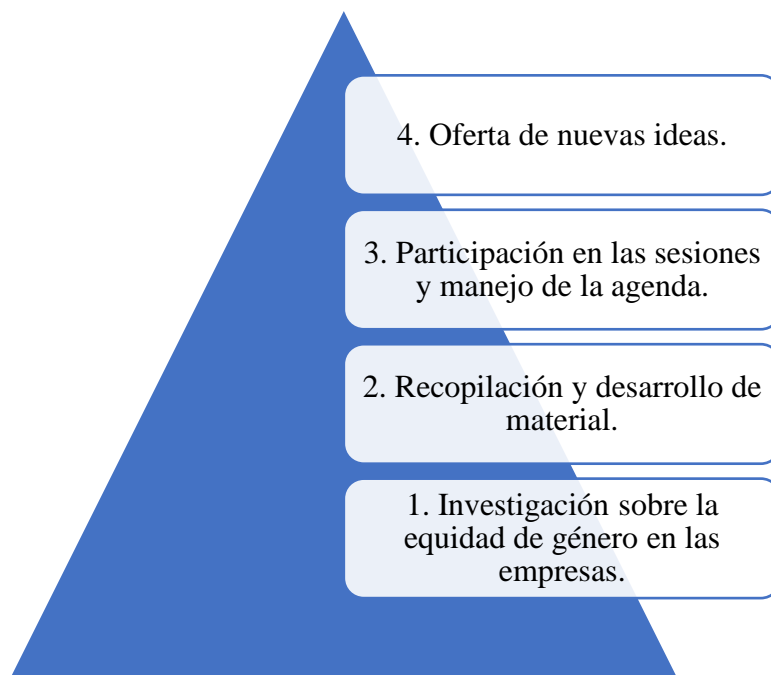 4. Oferta de nuevas ideas.
3. Participación en las sesiones
y manejo de la agenda.
2. Recopilación y desarrollo de
material.
1. Investigación sobre la
equidad de género en las
empresas.